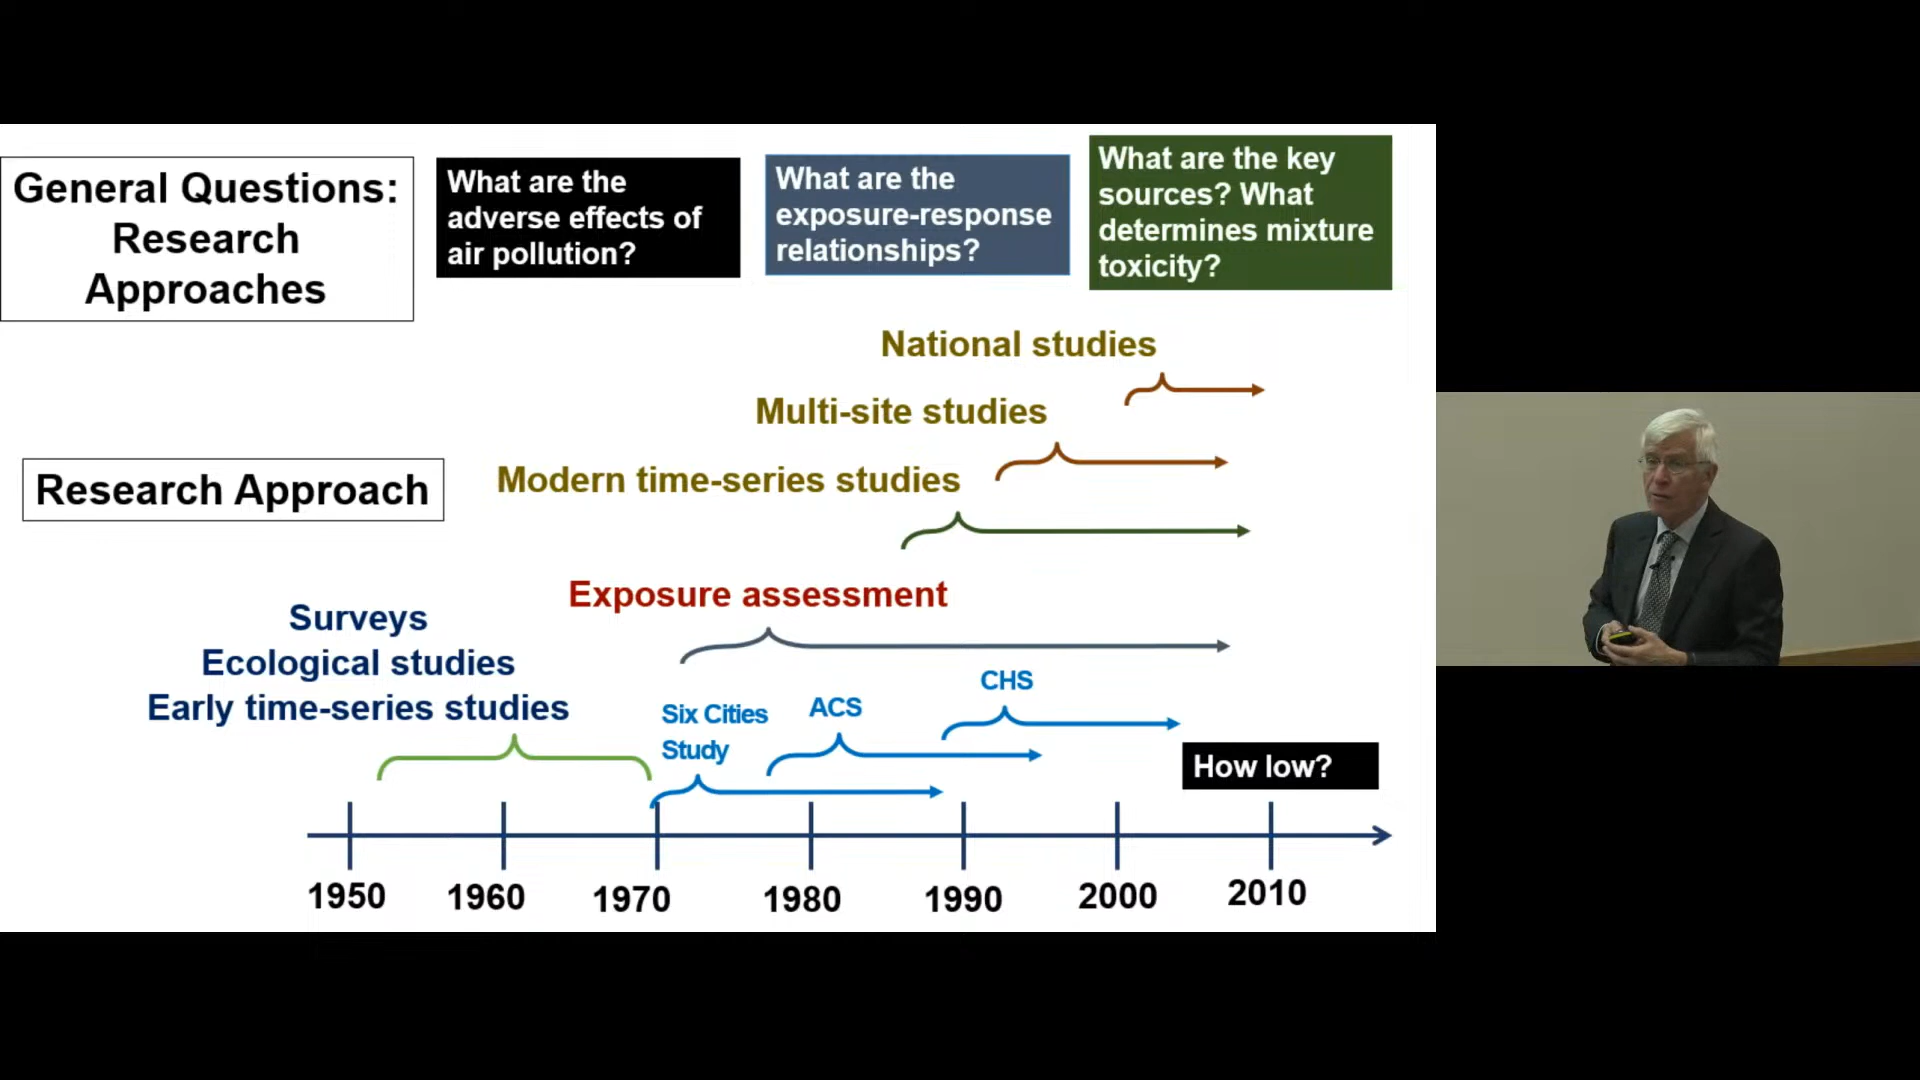 General Questions:
Research
Approaches
What are the
adverse effects of
air pollution?
What are the
exposure-response
relationships?
What are the key
sources? What
determines mixture
toxicity?
National studies
Multi-site studies
Modern time-series studies
Research Approach
Exposure assessment
Surveys
Ecological studies
Early time-series studies
Six Cities
Study
ACS
CHS
How low?
1950
1960
1970
1980
1990
2000
2010